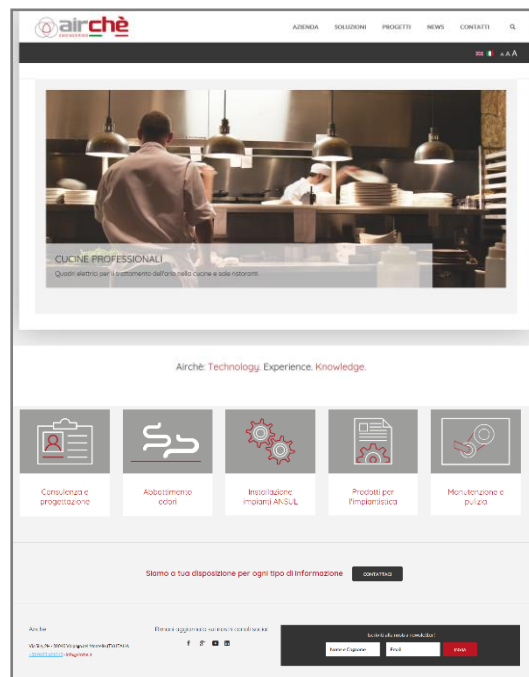 airchè
AZIENDA SOLUZIONI PROGETTI NEWS CONTATTI
A A A
CUCINE PROFESSIONALI
Quadri elettrici per il trattamento dell'aria nelle cucine e sale ristoranti
Airchè: Technology. Experience. Knowledge.
Consulenza e
progettazione
Abbattimento
odori
Installazione
impianti ANSUL
Prodotti per
l'impiantistica
Manutenzione e
pulizia
Siamo a tua disposizione per ogni tipo di informazione CONTATTACI
Airchè
Rimani aggiornato sui nostri canali social
Iscriviti alla nostra newsletter!
Nome e Cognome Email INVIA